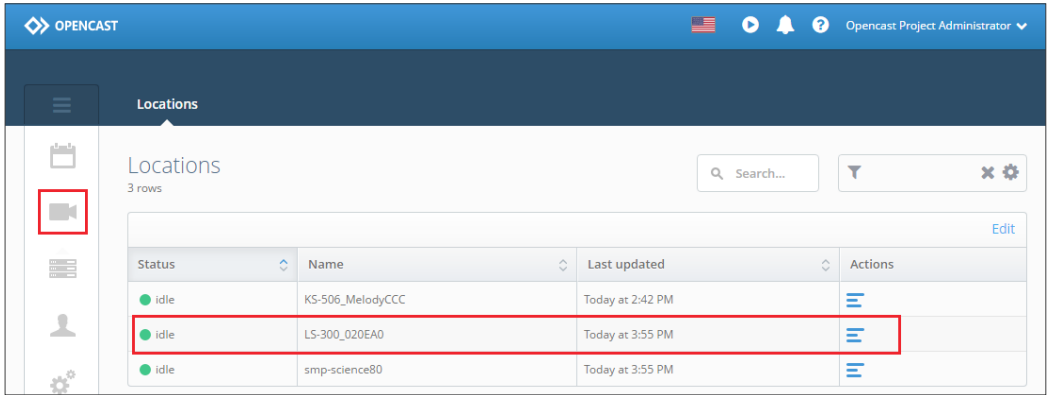 OPENCAST
? Opencast Project Administrator
Locations
Locations
3 rows
Search...
Edit
Status Name Last updated Actions
idle KS-506_MelodyCCC Today at 2:42 PM
idle LS-300_020EA0 Today at 3:55 PM
idle smp-science80 Today at 3:55 PM